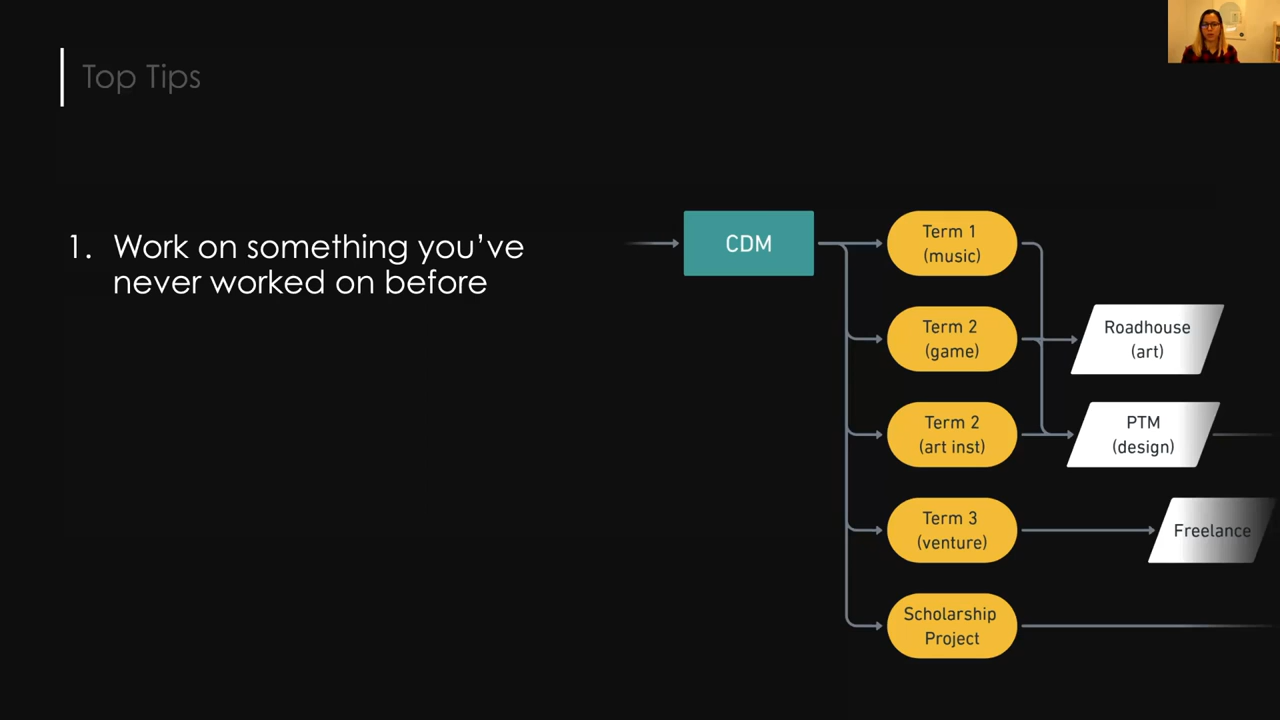 Top Tips
1. Work on something you’ve
never worked on before
CDM
Term 1
(music)
Term 2
(game)
Roadhouse
(art)
Term 2
(art inst)
PTM
(design)
Term 3
(venture)
Freelance
Scholarship
Project